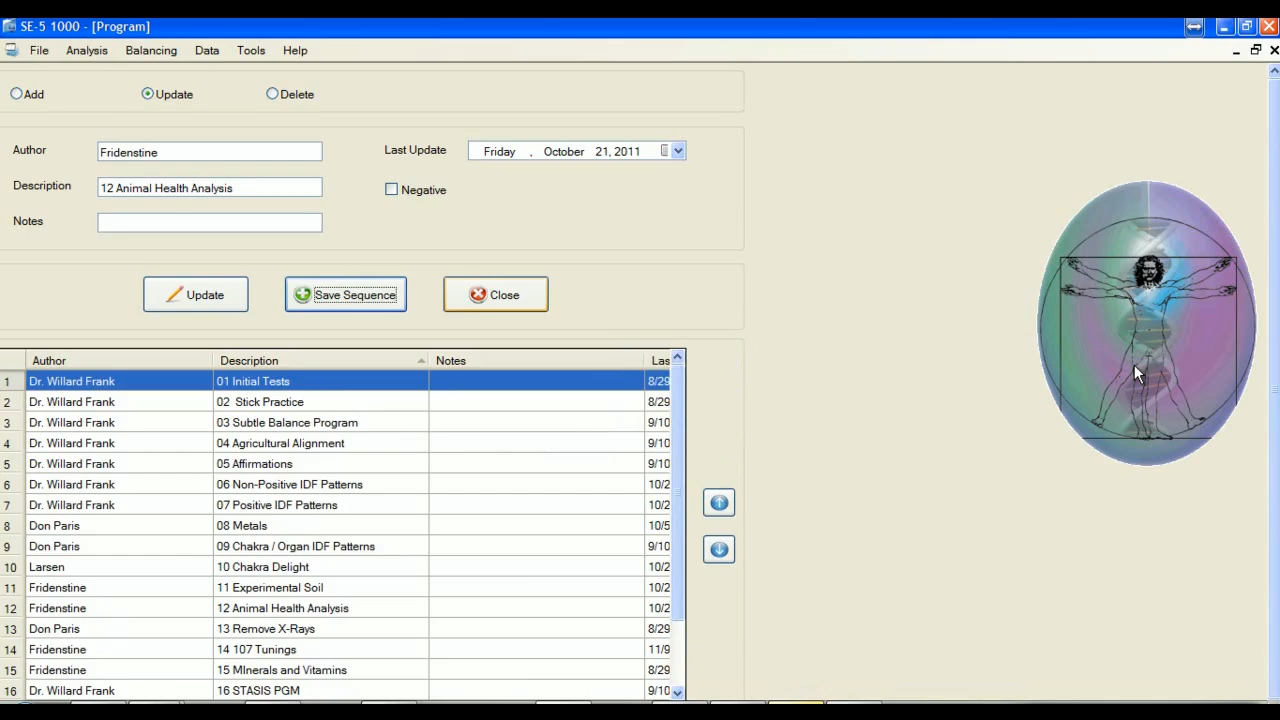 SE-5 1000 - [Program]
File Analysis Balancing Data Tools Help
Add Update Delete
Author Fridenstine Last Update Friday , October 21, 2011
Description 12 Animal Health Analysis Negative
Notes
Update Save Sequence Close
Author Description Notes Las
1 Dr. Willard Frank 01 Initial Tests 8/29
2 Dr. Willard Frank 02 Stick Practice 8/29
3 Dr. Willard Frank 03 Subtle Balance Program 9/10
4 Dr. Willard Frank 04 Agricultural Alignment 9/10
5 Dr. Willard Frank 05 Affirmations 9/10
6 Dr. Willard Frank 06 Non-Positive IDF Patterns 10/2
7 Dr. Willard Frank 07 Positive IDF Patterns 10/2
8 Don Paris 08 Metals 10/5
9 Don Paris 09 Chakra / Organ IDF Patterns 9/10
10 Larsen 10 Chakra Delight 10/2
11 Fridenstine 11 Experimental Soil 10/2
12 Fridenstine 12 Animal Health Analysis 10/2
13 Don Paris 13 Remove X-Rays 8/29
14 Fridenstine 14 107 Tunings 11/9
15 Fridenstine 15 MInerals and Vitamins 8/29
16 Dr. Willard Frank 16 STASIS PGM 9/10